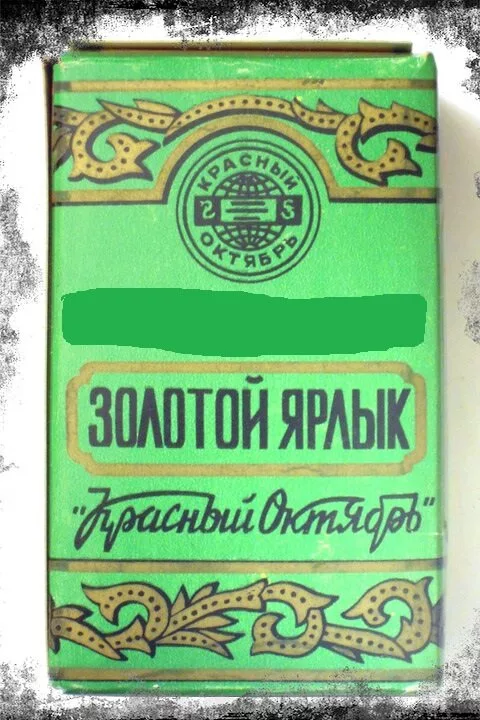 КРАСНЫЙ
ОКТЯБРЬ
ЗОЛОТОЙ ЯРЛЫК
"Красный Октябрь"